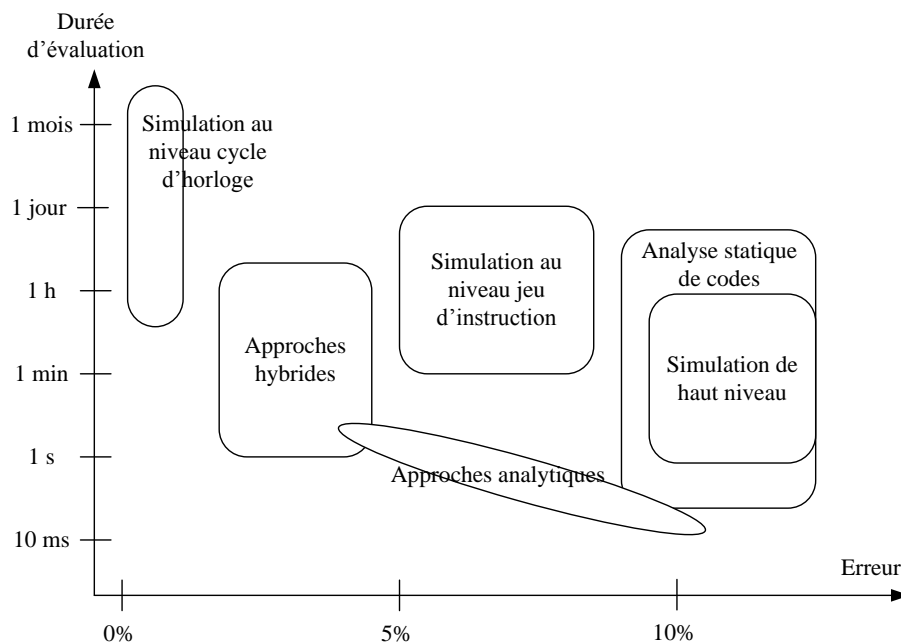 Durée
d'évaluation
1 mois
Simulation au
niveau cycle
d'horloge
1 jour
Simulation au
niveau jeu
d'instruction
Analyse statique
de codes
1 h
Approches
hybrides
Simulation de
haut niveau
1 min
1 s
Approches analytiques
10 ms
Erreur
0%
5%
10%